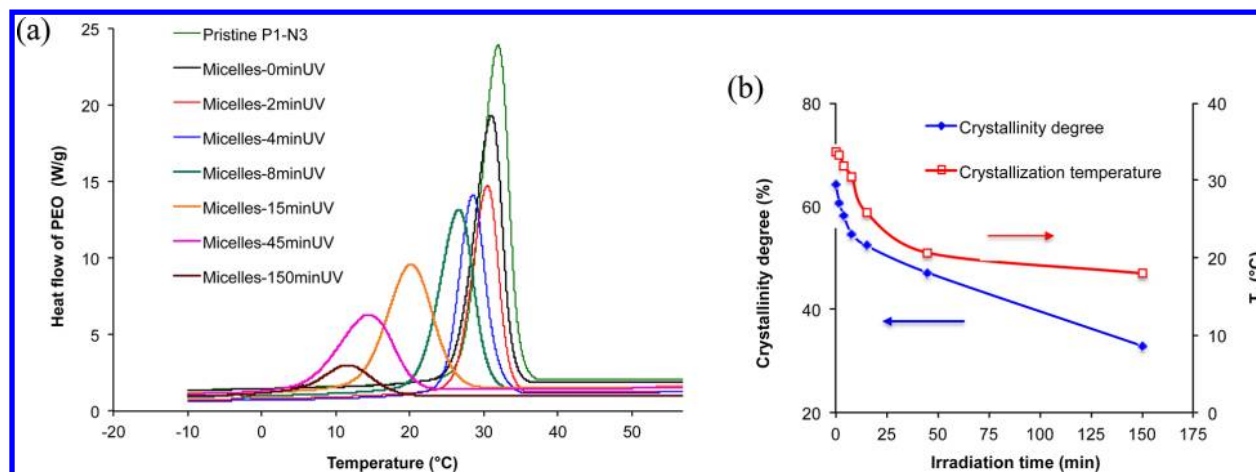 (a)
25
20
15
10
5
0
Heat flow of PEO (W/g)
Pristine P1-N3
Micelles-0minUV
Micelles-2minUV
Micelles-4minUV
Micelles-8minUV
Micelles-15minUV
Micelles-45minUV
Micelles-150minUV
-20 -10 0 10 20 30 40 50
Temperature (°C)
(b)
80
60
40
20
Crystallinity degree (%)
Crystallinity degree
Crystallization temperature
40
30
20
10
0
(°C)
0 25 50 75 100 125 150 175
Irradiation time (min)